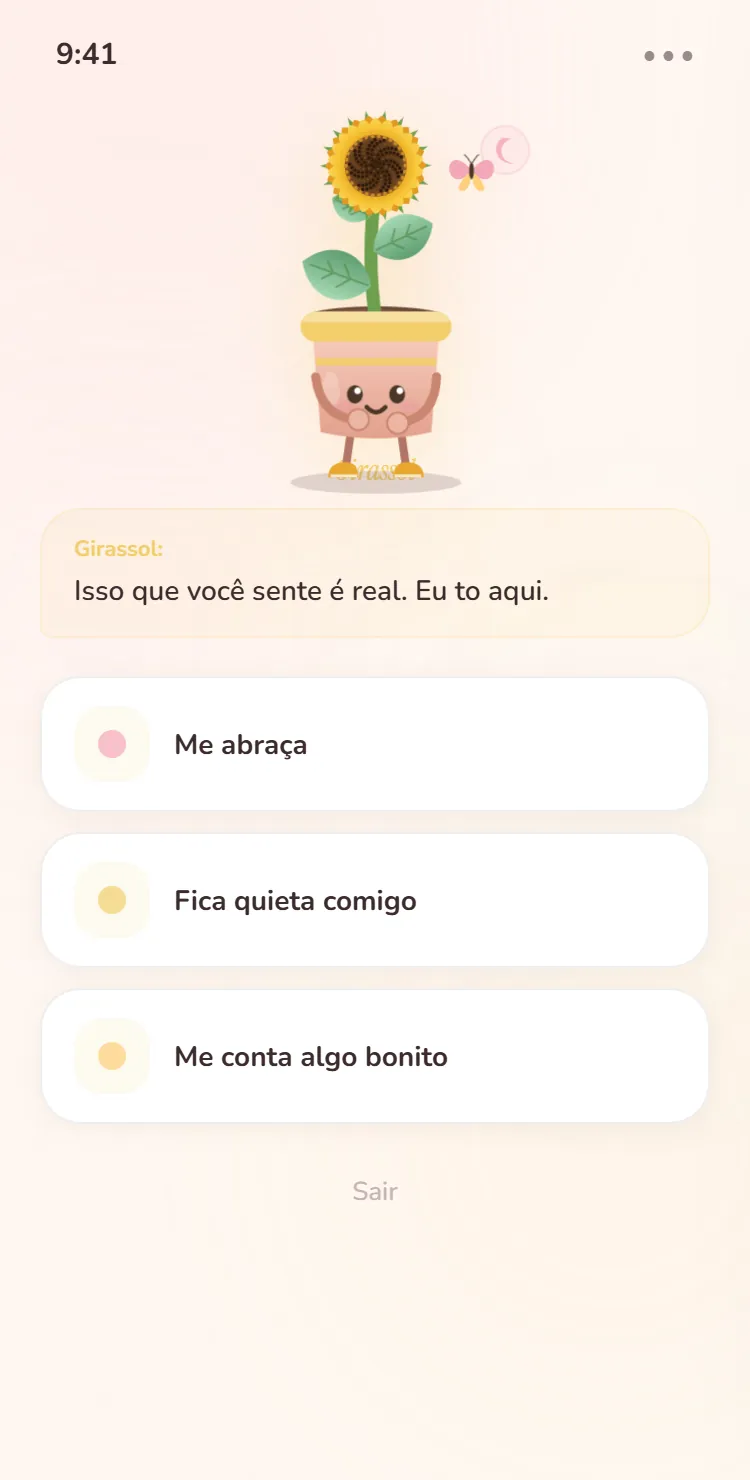 9:41
Girassol
Girassol:
Isso que você sente é real. Eu to aqui.
Me abraça
Fica quieta comigo
Me conta algo bonito
Sair